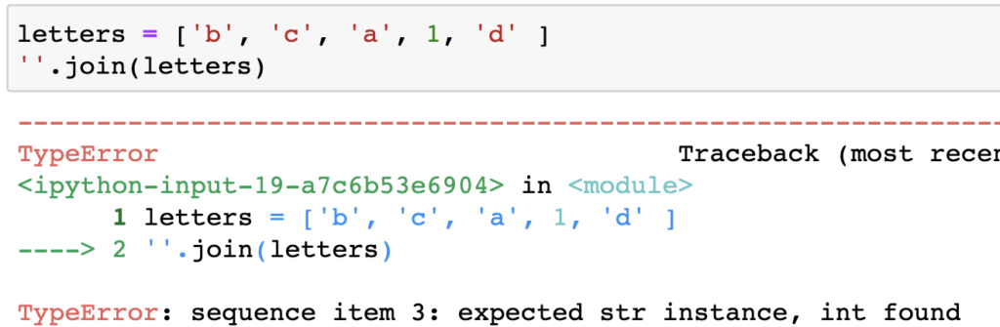 letters = ['b', 'c', 'a', 1, 'd' ]
''.join(letters)
---------------------------------------------------------------------------
TypeError                                 Traceback (most recen
<ipython-input-19-a7c6b53e6904> in <module>
      1 letters = ['b', 'c', 'a', 1, 'd' ]
----> 2 ''.join(letters)
TypeError: sequence item 3: expected str instance, int found